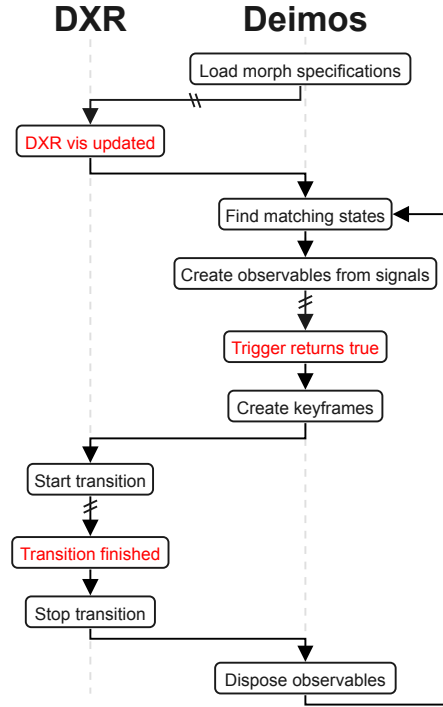 DXR
Deimos
Load morph specifications
DXR vis updated
Find matching states
Create observables from signals
Trigger returns true
Create keyframes
Start transition
Transition finished
Stop transition
Dispose observables